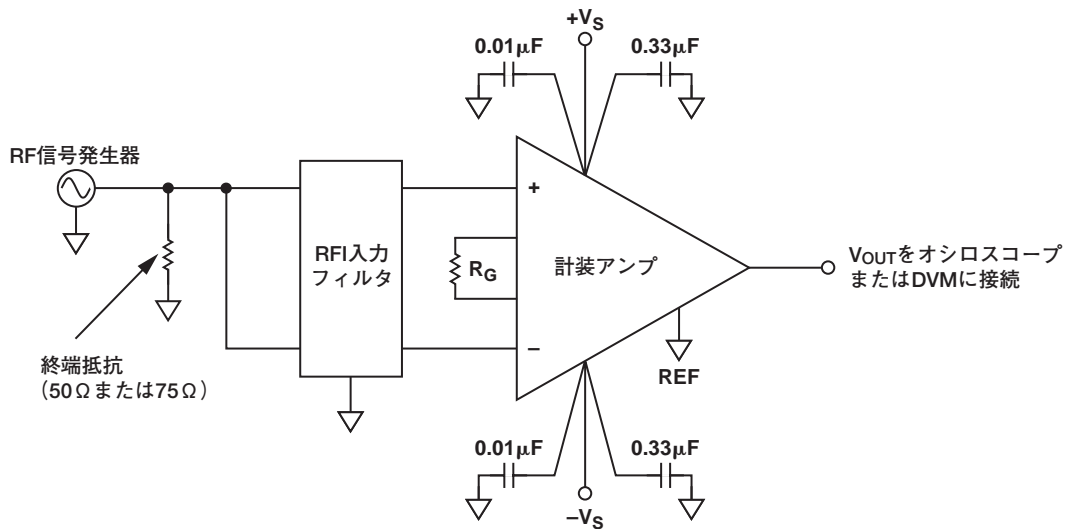 +VS
0.01μF
0.33μF
RF信号発生器
+
RFI入力
フィルタ
RG
計装アンプ
VOUTをオシロスコープ
またはDVMに接続
–
REF
終端抵抗
(50Ωまたは75Ω)
0.01μF
0.33μF
–VS